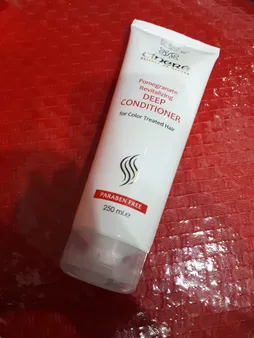 Pomegranate
Revitalizing
DEEP
CONDITIONER
for Color Treated Hair
PARABEN FREE
250 ml.e